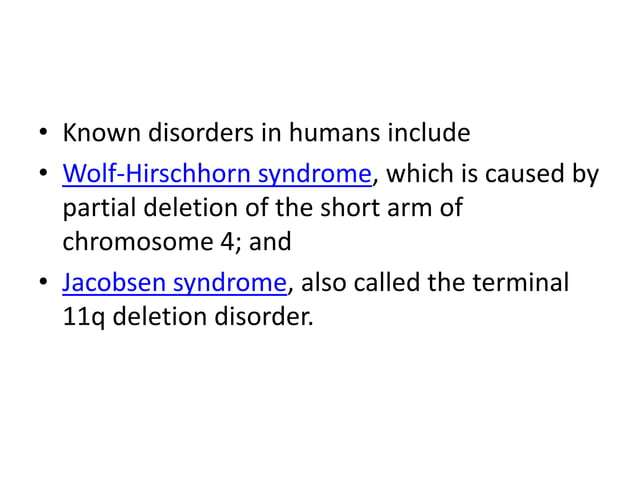 • Known disorders in humans include
• Wolf-Hirschhorn syndrome, which is caused by
partial deletion of the short arm of
chromosome 4; and
• Jacobsen syndrome, also called the terminal
11q deletion disorder.